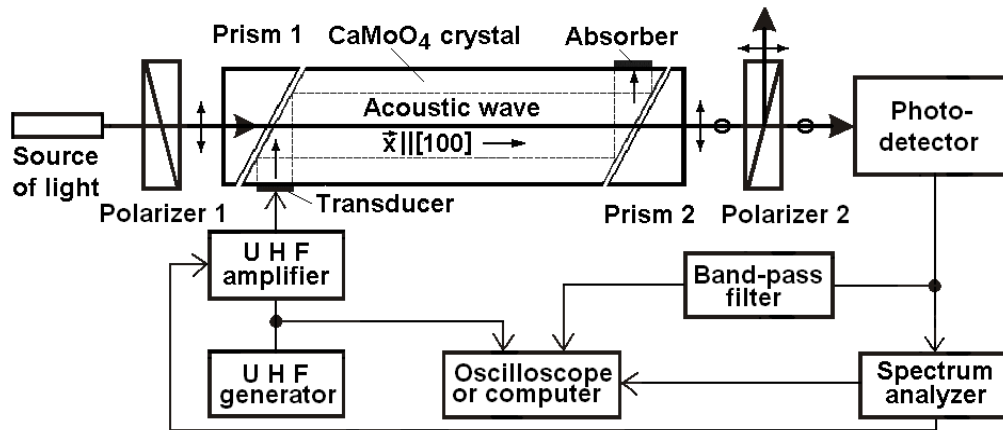 Prism 1
CaMoO4 crystal
Absorber
Acoustic wave
x||[100]
Source
of light
Polarizer 1
Transducer
Prism 2
Polarizer 2
Photo-
detector
U H F
amplifier
Band-pass
filter
U H F
generator
Oscilloscope
or computer
Spectrum
analyzer